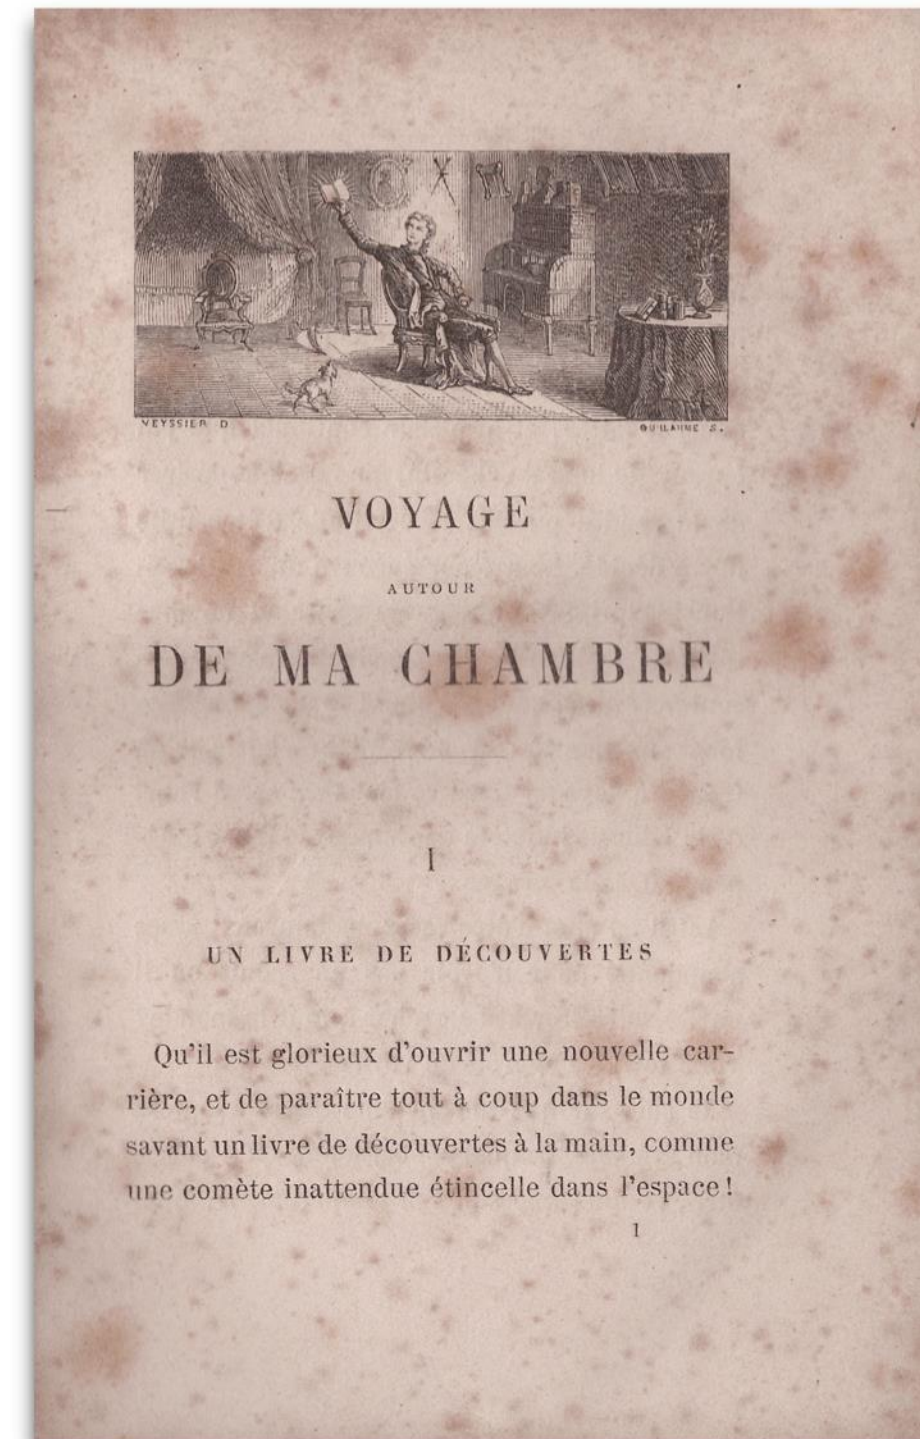 VEYSSIER D
GUILAUME S.
VOYAGE
AUTOUR
DE MA CHAMBRE
I
UN LIVRE DE DÉCOUVERTES
Qu'il est glorieux d'ouvrir une nouvelle car-
rière, et de paraître tout à coup dans le monde
savant un livre de découvertes à la main, comme
une comète inattendue étincelle dans l'espace!
1